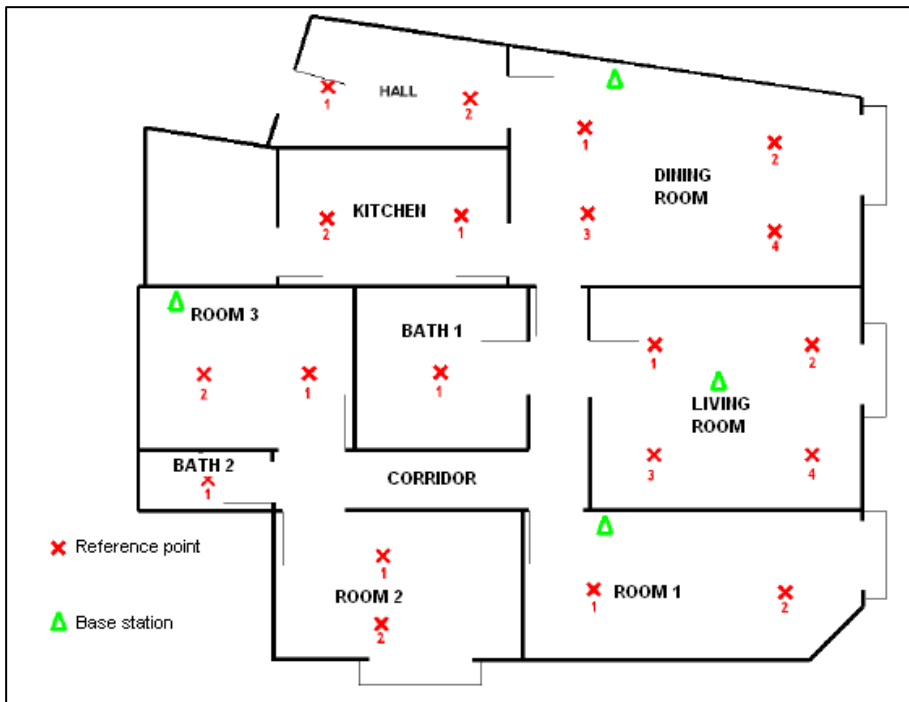 HALL
1
2
1
2
DINING
ROOM
KITCHEN
2
1
3
4
ROOM 3
BATH 1
1
2
2
1
1
LIVING
ROOM
BATH 2
1
3
4
CORRIDOR
Reference point
1
ROOM 2
1
ROOM 1
2
Base station
2